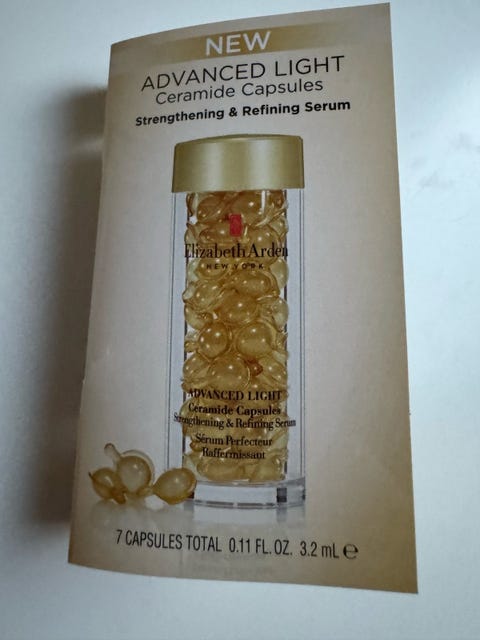 NEW
ADVANCED LIGHT
Ceramide Capsules
Strengthening & Refining Serum
Elizabeth Arden
NEW YORK
ADVANCED LIGHT
Ceramide Capsules
Strengthening & Refining Serum
Sérum Perfecteur
Raffermissant
7 CAPSULES TOTAL 0.11 FL. OZ. 3.2 mL ℮